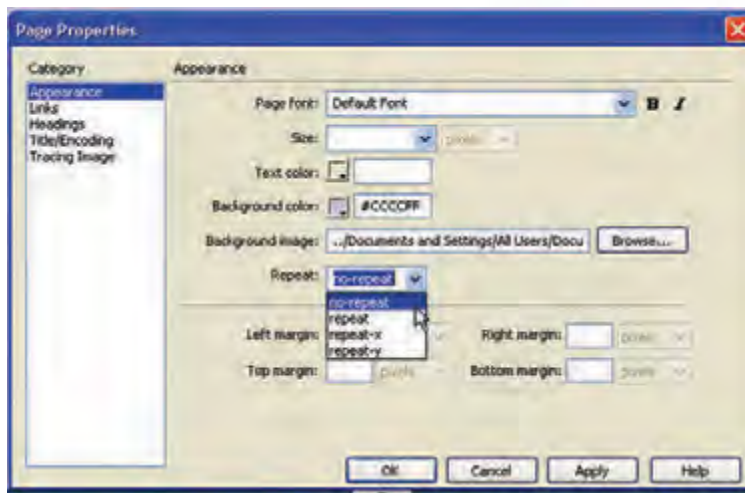 Page Properties
Category
Appearance
Appearance
Links
Headings
Title/Encoding
Tracing Image
Page font: Default Font B I
Size: pixels
Text color:
Background color: #CCCCFF
Background image: ../Documents and Settings/All Users/Docu Browse...
Repeat: no-repeat
no-repeat
repeat
repeat-x
repeat-y
Left margin: Right margin: pixels
Top margin: pixels Bottom margin: pixels
OK Cancel Apply Help